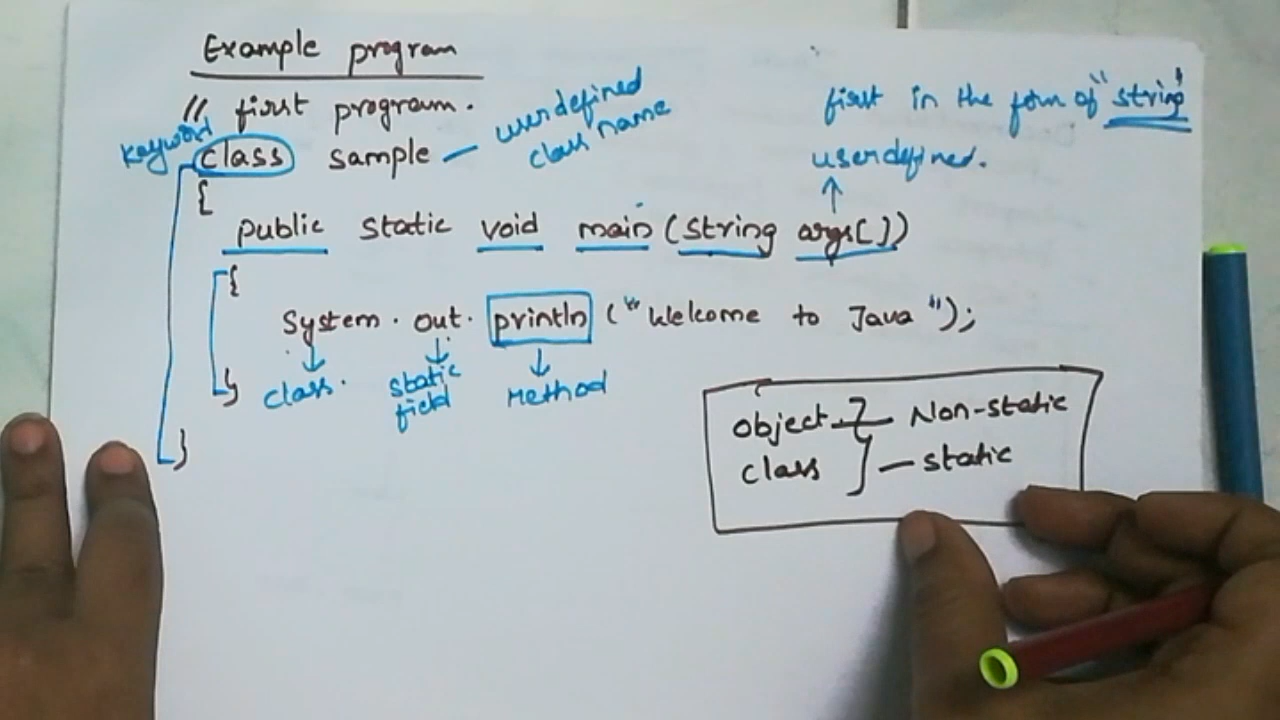 Example program
// first program.
keyword
class sample — userdefined class name
first in the form of "string"
userdefined.
{
public static void main (string args[])
{
System . out . println ("Welcome to Java");
class.
static field
method
}
}
object — Non-static
class — static